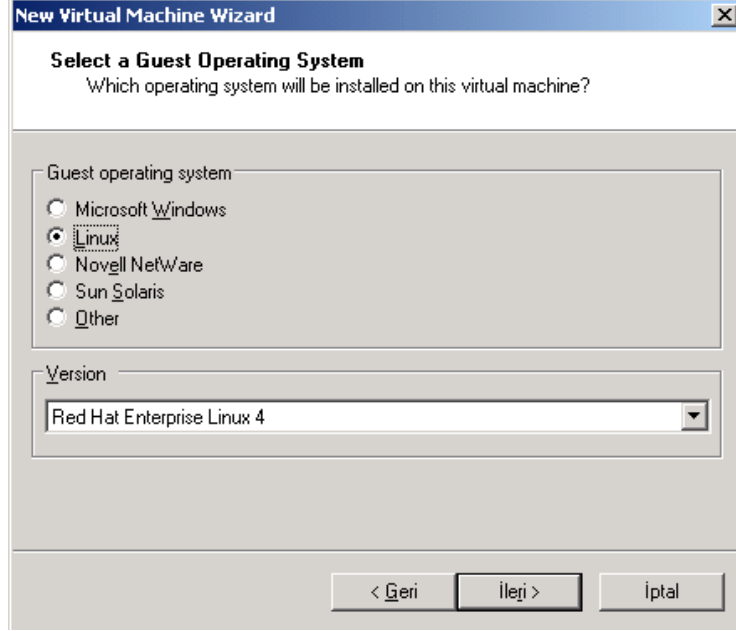 New Virtual Machine Wizard
Select a Guest Operating System
Which operating system will be installed on this virtual machine?
Guest operating system
Microsoft Windows
Linux
Novell NetWare
Sun Solaris
Other
Version
Red Hat Enterprise Linux 4
< Geri
İleri >
İptal